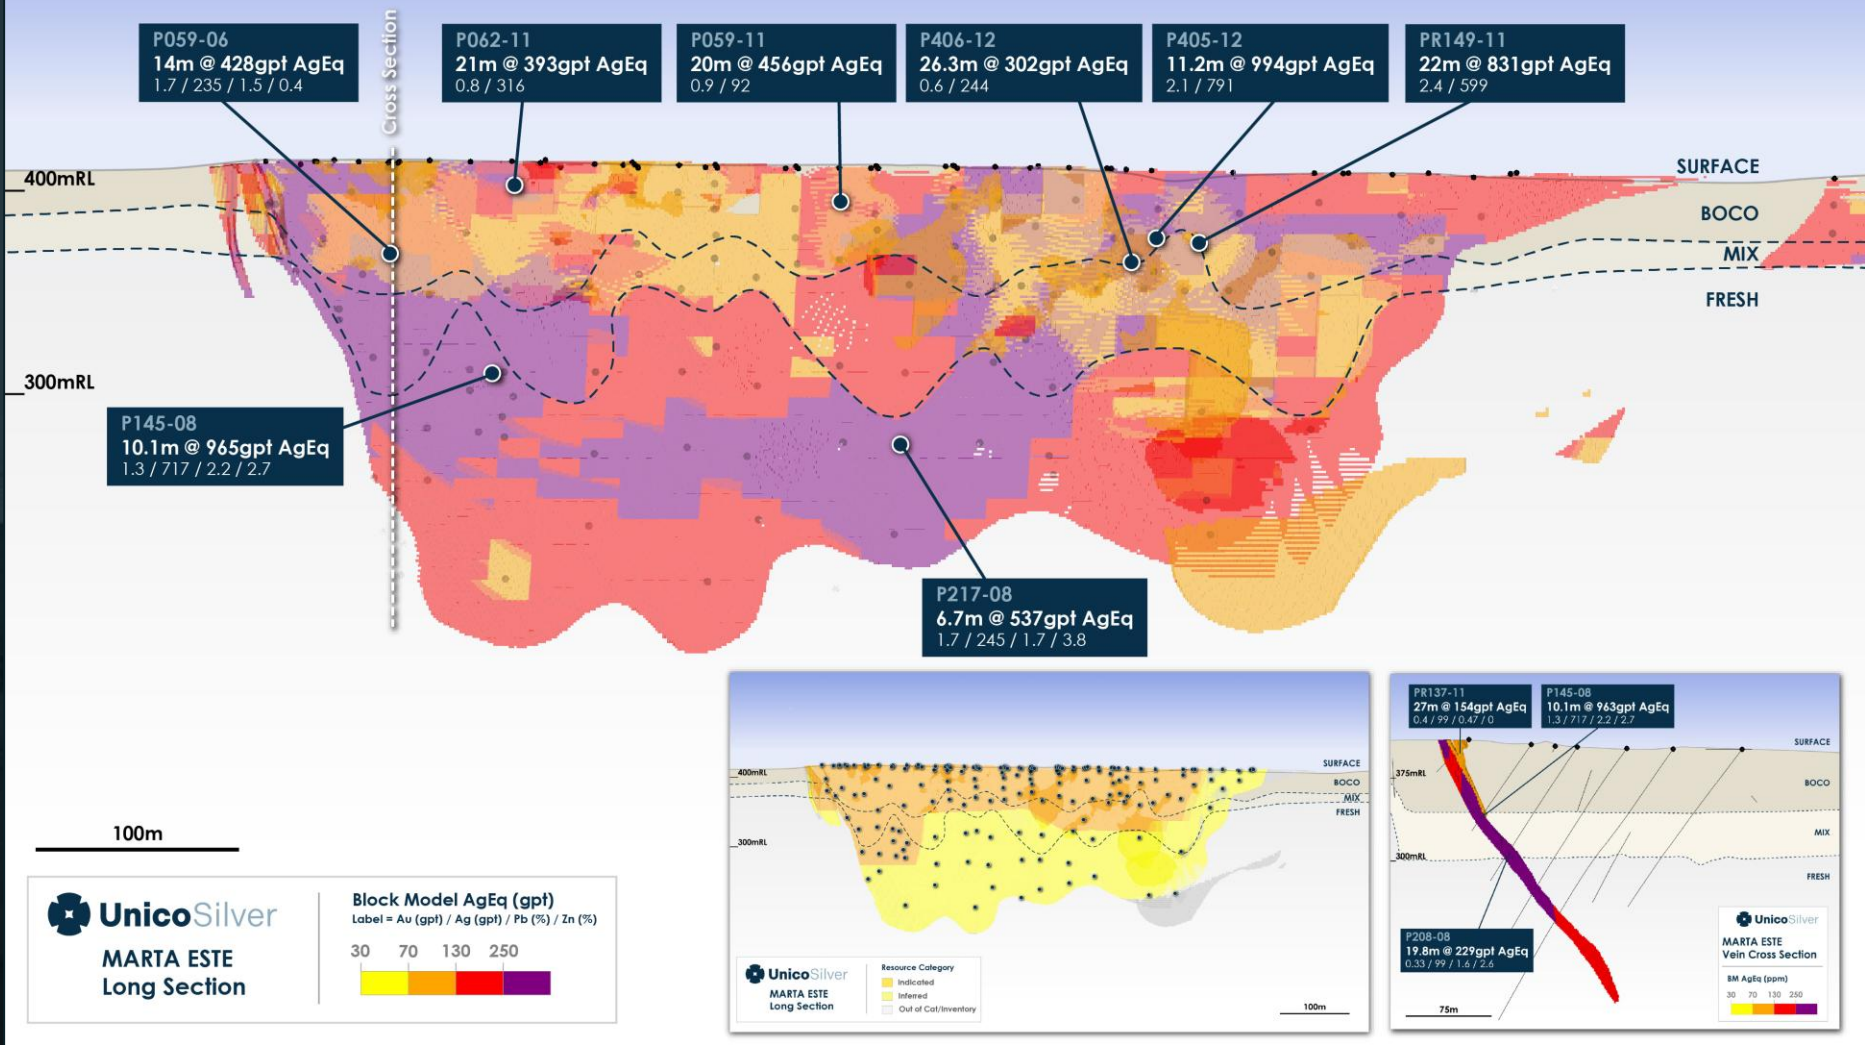 P059-06
14m @ 428gpt AgEq
1.7 / 235 / 1.5 / 0.4
Cross Section
P062-11
21m @ 393gpt AgEq
0.8 / 316
P059-11
20m @ 456gpt AgEq
0.9 / 92
P406-12
26.3m @ 302gpt AgEq
0.6 / 244
P405-12
11.2m @ 994gpt AgEq
2.1 / 791
PR149-11
22m @ 831gpt AgEq
2.4 / 599
400mRL
SURFACE
BOCO
MIX
FRESH
300mRL
P145-08
10.1m @ 965gpt AgEq
1.3 / 717 / 2.2 / 2.7
P217-08
6.7m @ 537gpt AgEq
1.7 / 245 / 1.7 / 3.8
100m
UnicoSilver
MARTA ESTE
Long Section
Block Model AgEq (gpt)
Label = Au (gpt) / Ag (gpt) / Pb (%) / Zn (%)
30 70 130 250
400mRL
SURFACE
BOCO
MIX
FRESH
300mRL
UnicoSilver
MARTA ESTE
Long Section
Resource Category
Indicated
Inferred
Out of Cat/Inventory
100m
PR137-11
27m @ 154gpt AgEq
0.4 / 99 / 0.47 / 0
P145-08
10.1m @ 963gpt AgEq
1.3 / 717 / 2.2 / 2.7
SURFACE
375mRL
BOCO
MIX
300mRL
FRESH
P208-08
19.8m @ 229gpt AgEq
0.33 / 99 / 1.6 / 2.6
75m
UnicoSilver
MARTA ESTE
Vein Cross Section
BM AgEq (ppm)
30 70 130 250